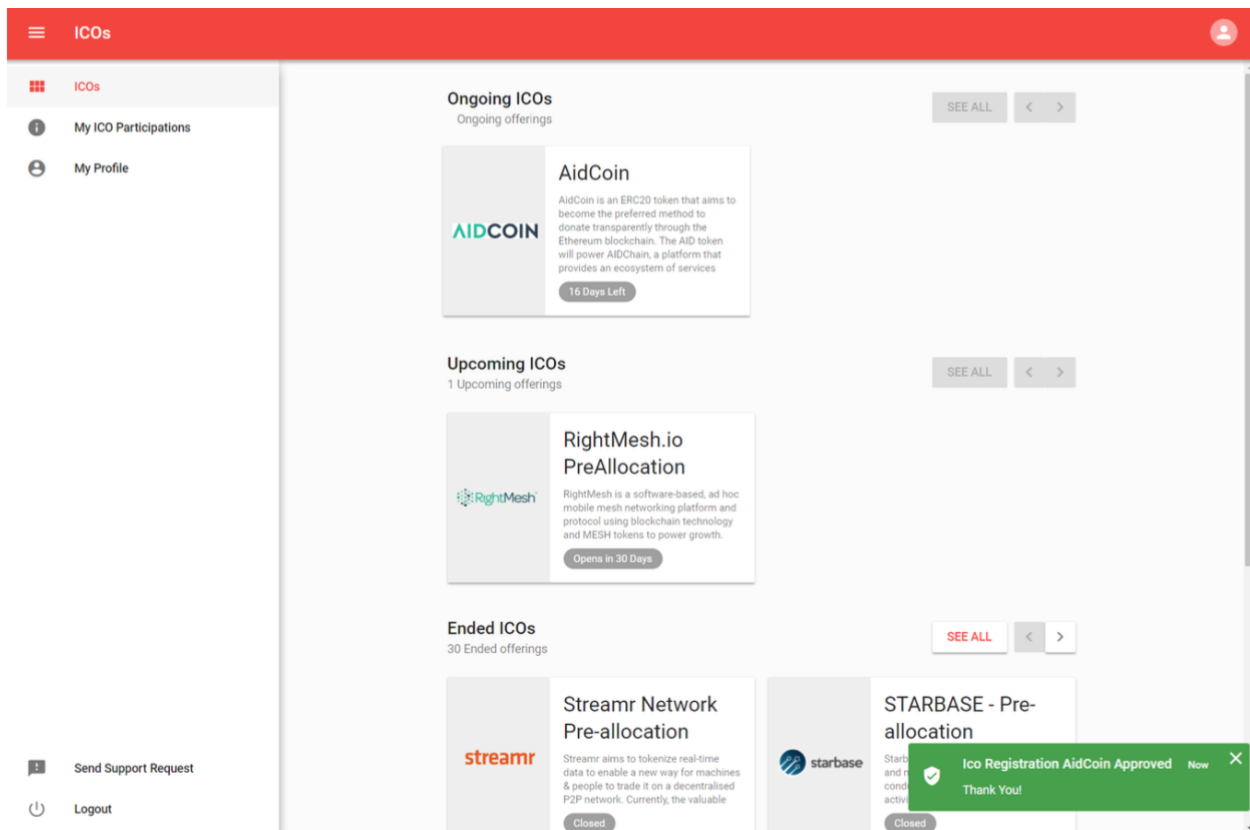 ICOs
ICOs
My ICO Participations
My Profile
Send Support Request
Logout
Ongoing ICOs
Ongoing offerings
SEE ALL
AIDCOIN
AidCoin
AidCoin is an ERC20 token that aims to
become the preferred method to
donate transparently through the
Ethereum blockchain. The AID token
will power AIDChain, a platform that
provides an ecosystem of services
16 Days Left
Upcoming ICOs
1 Upcoming offerings
SEE ALL
RightMesh
RightMesh.io
PreAllocation
RightMesh is a software-based, ad hoc
mobile mesh networking platform and
protocol using blockchain technology
and MESH tokens to power growth.
Opens in 30 Days
Ended ICOs
30 Ended offerings
SEE ALL
streamr
Streamr Network
Pre-allocation
Streamr aims to tokenize real-time
data to enable a new way for machines
& people to trade it on a decentralised
P2P network. Currently, the valuable
Closed
starbase
STARBASE - Pre-
allocation
Closed
Ico Registration AidCoin Approved Now
Thank You!